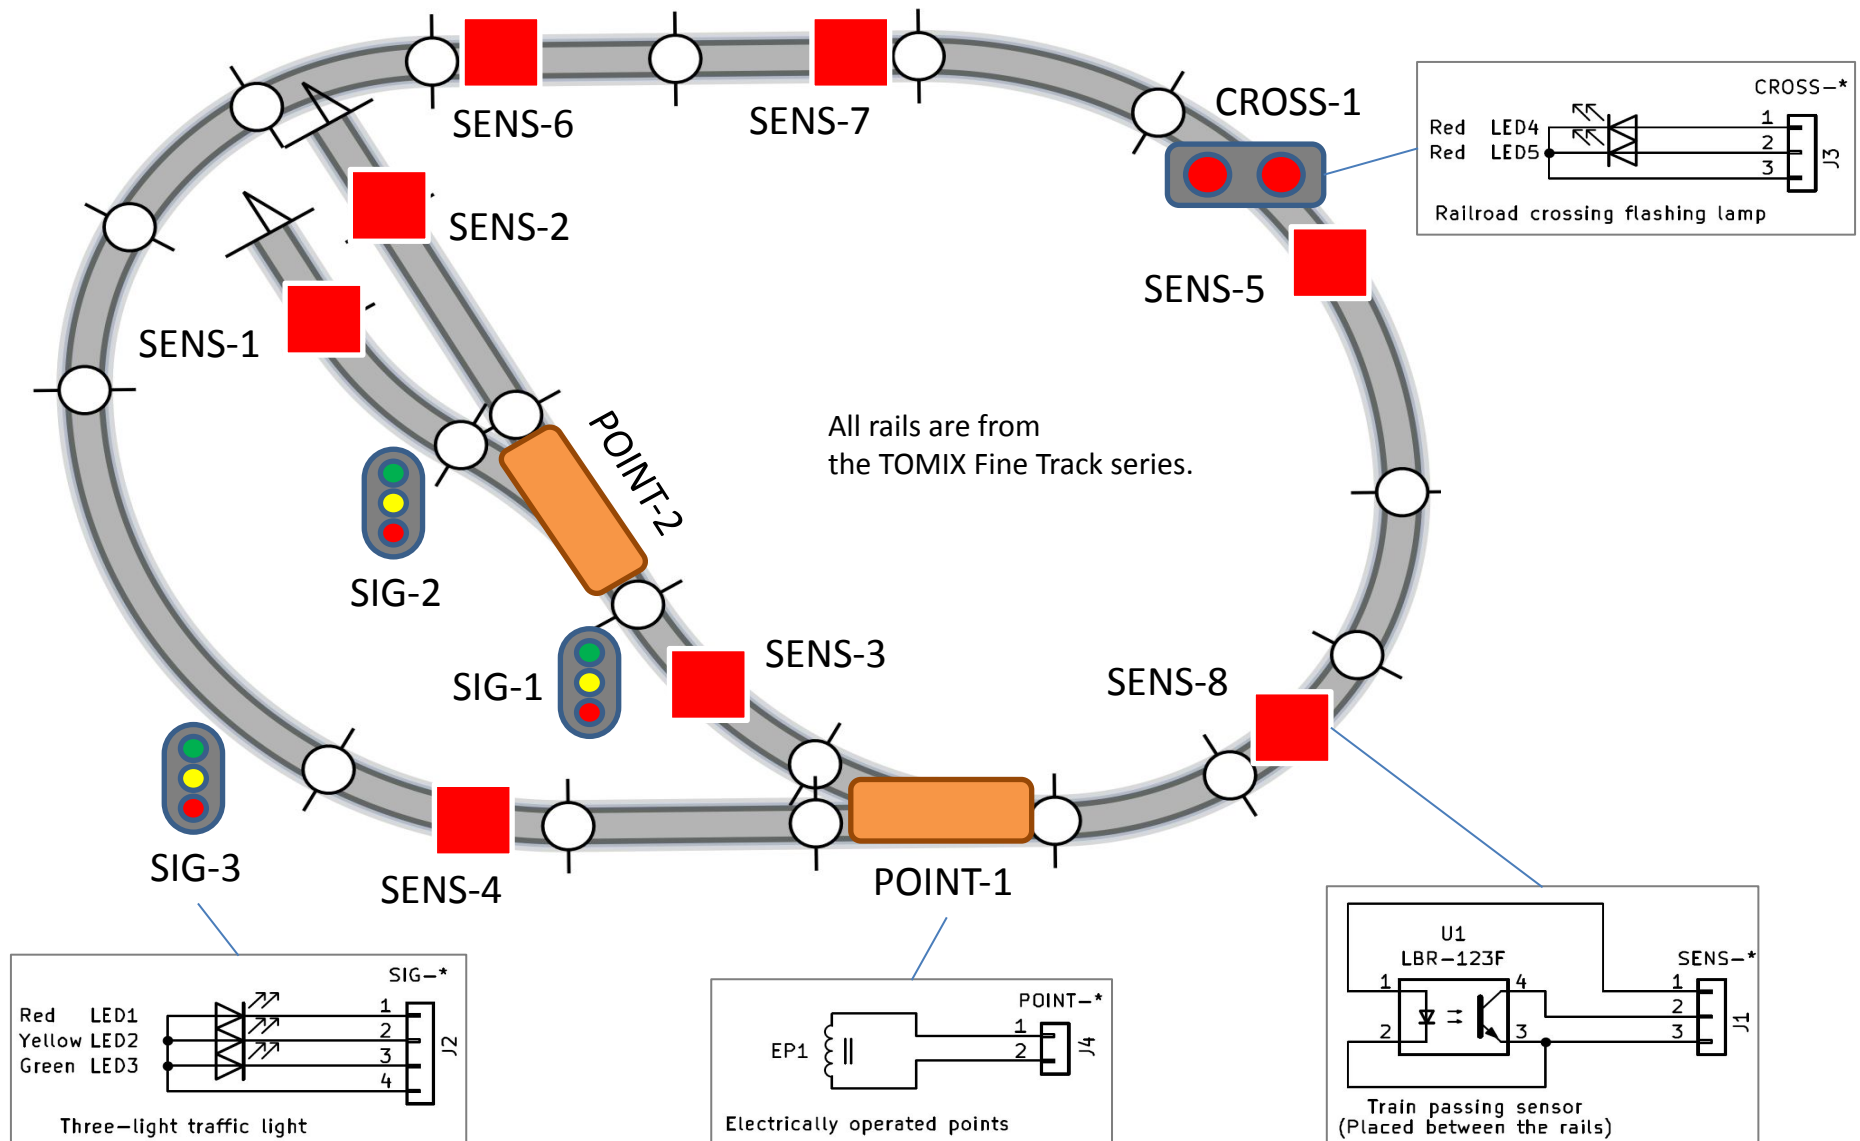 SENS-6
SENS-7
CROSS-1
CROSS-*
Red LED4 1
Red LED5 2
3
J3
Railroad crossing flashing lamp
SENS-2
SENS-1
SENS-5
POINT-2
All rails are from
the TOMIX Fine Track series.
SIG-2
SENS-3
SIG-1
SENS-8
SIG-3
SENS-4
POINT-1
SIG-*
Red LED1 1
Yellow LED2 2
Green LED3 3
4
J2
Three-light traffic light
POINT-*
EP1
1
2
J4
Electrically operated points
U1
LBR-123F
SENS-*
1 4 1
2
2 3 3
J1
Train passing sensor
(Placed between the rails)